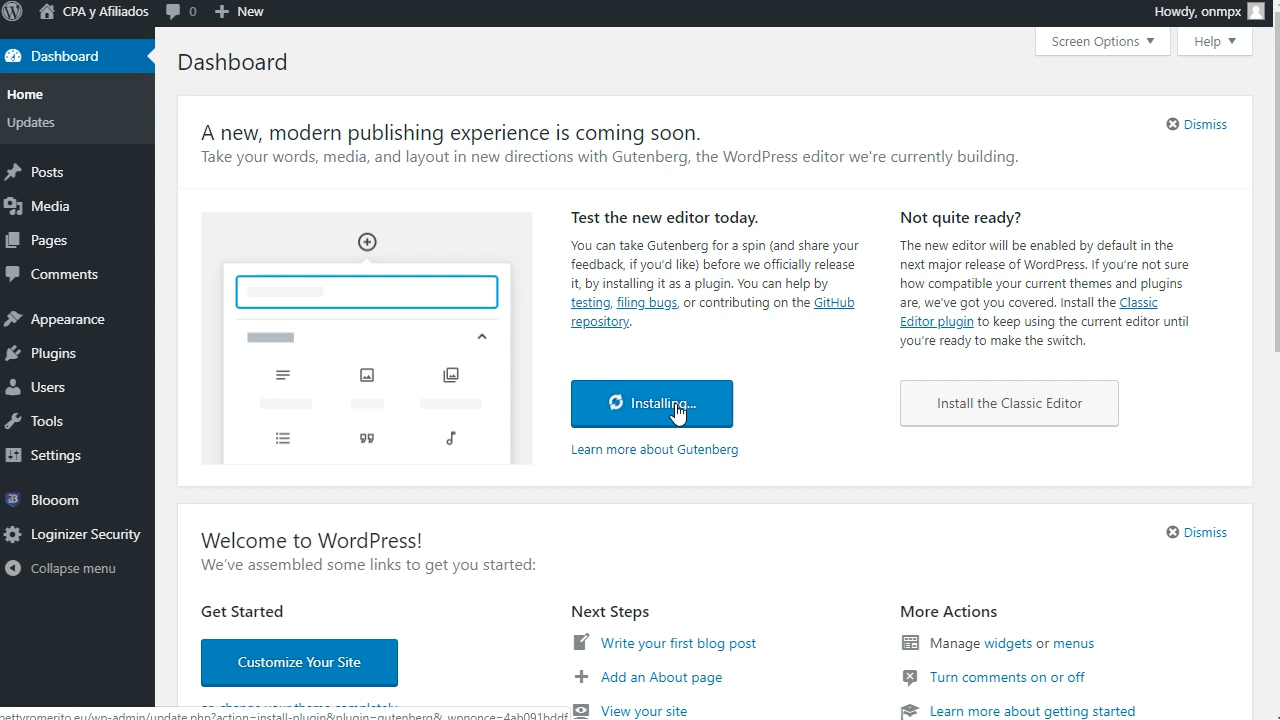 CPA y Afiliados 0 New Howdy, onmpx
Dashboard
Home
Updates
Posts
Media
Pages
Comments
Appearance
Plugins
Users
Tools
Settings
Blooom
Loginizer Security
Collapse menu
Screen Options Help
Dashboard
A new, modern publishing experience is coming soon.
Dismiss
Take your words, media, and layout in new directions with Gutenberg, the WordPress editor we're currently building.
Test the new editor today.
You can take Gutenberg for a spin (and share your
feedback, if you'd like) before we officially release
it, by installing it as a plugin. You can help by
testing, filing bugs, or contributing on the GitHub
repository.
Installing...
Learn more about Gutenberg
Not quite ready?
The new editor will be enabled by default in the
next major release of WordPress. If you're not sure
how compatible your current themes and plugins
are, we've got you covered. Install the Classic
Editor plugin to keep using the current editor until
you're ready to make the switch.
Install the Classic Editor
Welcome to WordPress!
Dismiss
We've assembled some links to get you started:
Get Started
Customize Your Site
Next Steps
Write your first blog post
Add an About page
View your site
More Actions
Manage widgets or menus
Turn comments on or off
Learn more about getting started